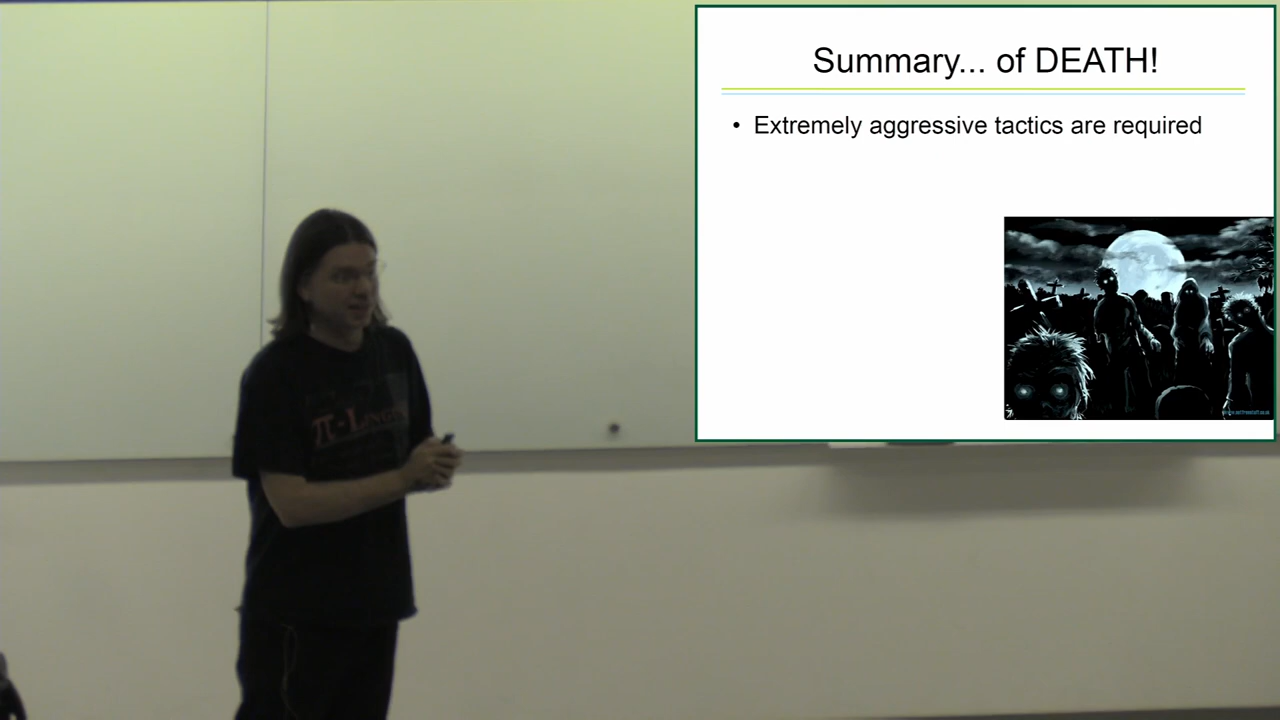 Summary... of DEATH!
• Extremely aggressive tactics are required